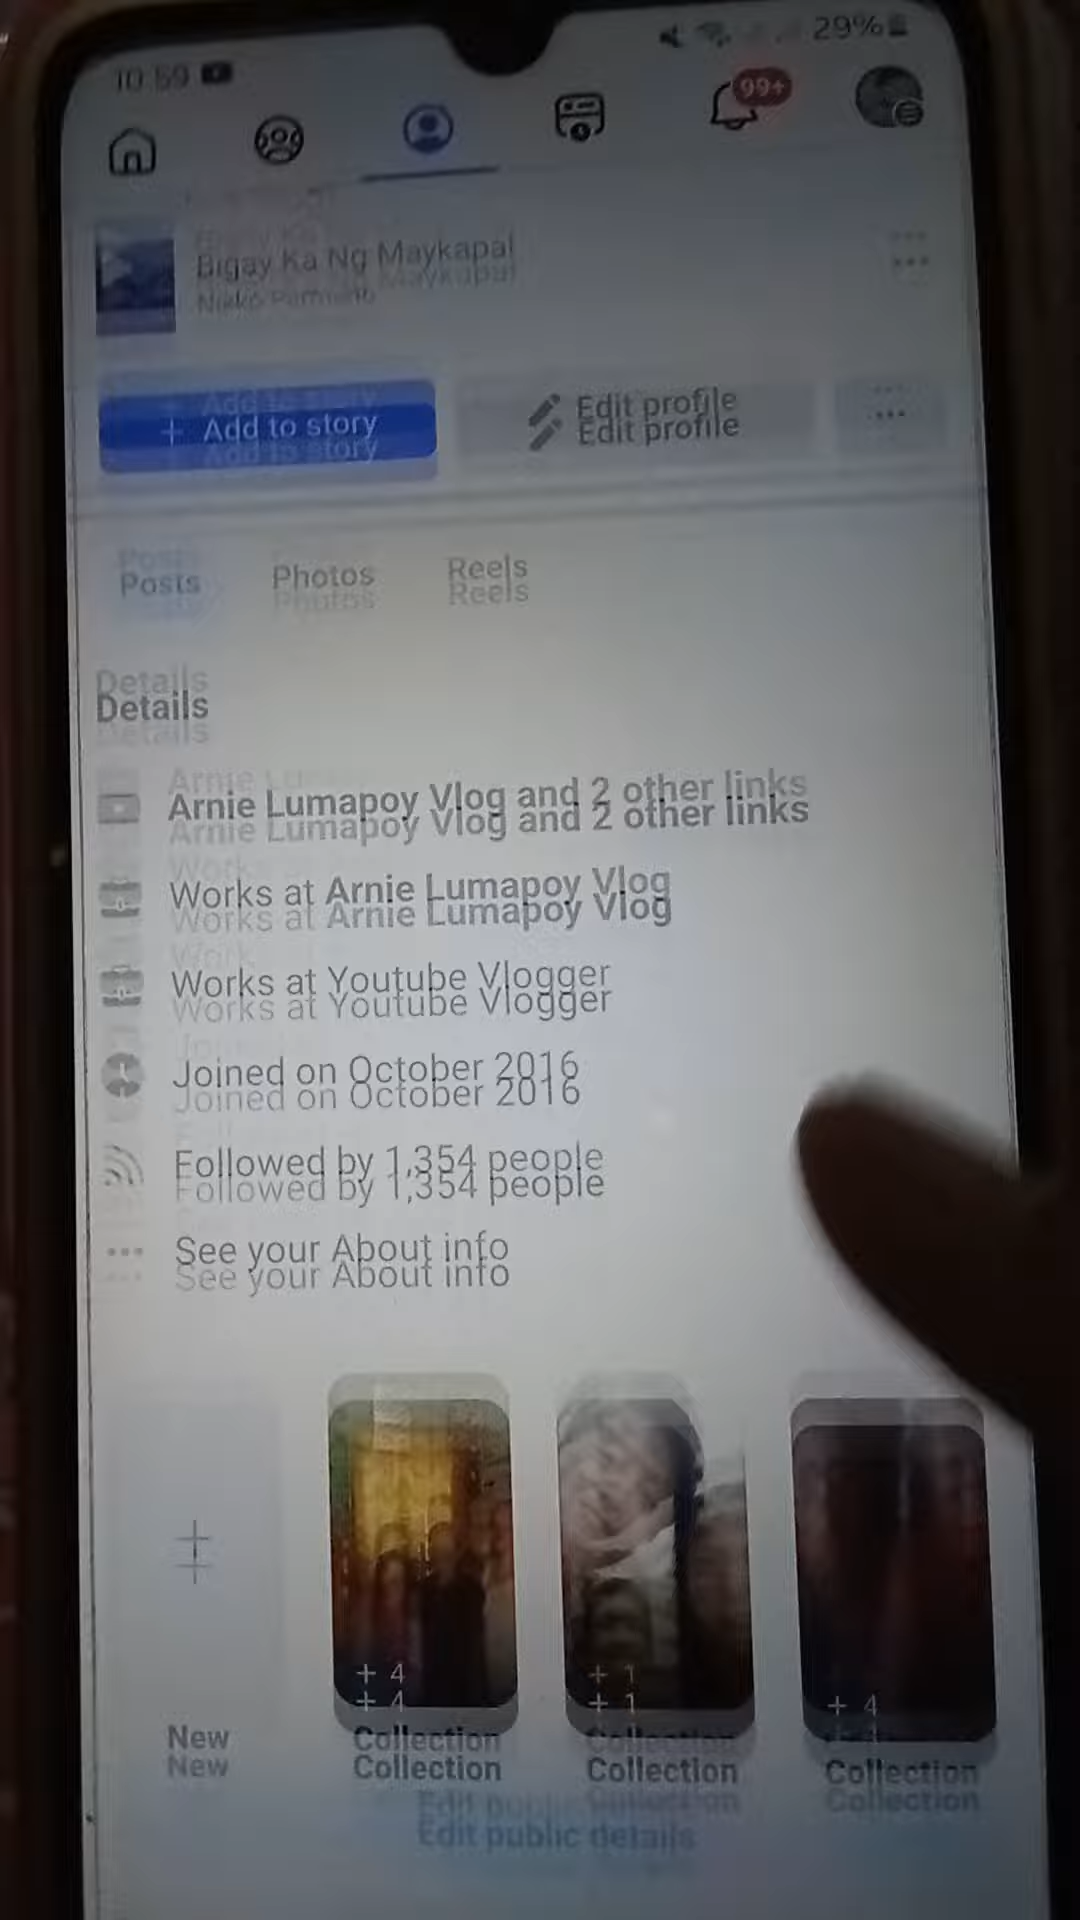 10:59
29%
99+
Bigay Ka Ng Maykapal
+ Add to story
Edit profile
Posts
Photos
Reels
Details
Arnie Lumapoy Vlog and 2 other links
Works at Arnie Lumapoy Vlog
Works at Youtube Vlogger
Joined on October 2016
Followed by 1,354 people
See your About info
+ 4
+ 1
+ 4
New
Collection
Collection
Collection
Edit public details